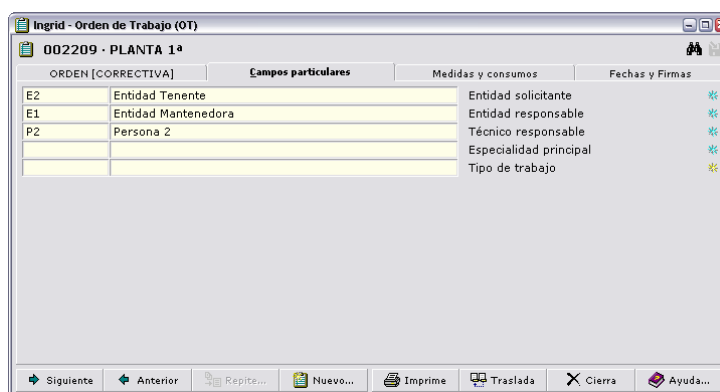 Ingrid - Orden de Trabajo (OT)
002209 · PLANTA 1ª
ORDEN [CORRECTIVA] Campos particulares Medidas y consumos Fechas y Firmas
E2 Entidad Tenente Entidad solicitante
E1 Entidad Mantenedora Entidad responsable
P2 Persona 2 Técnico responsable
Especialidad principal
Tipo de trabajo
Siguiente Anterior Repite... Nuevo... Imprime Traslada Cierra Ayuda...